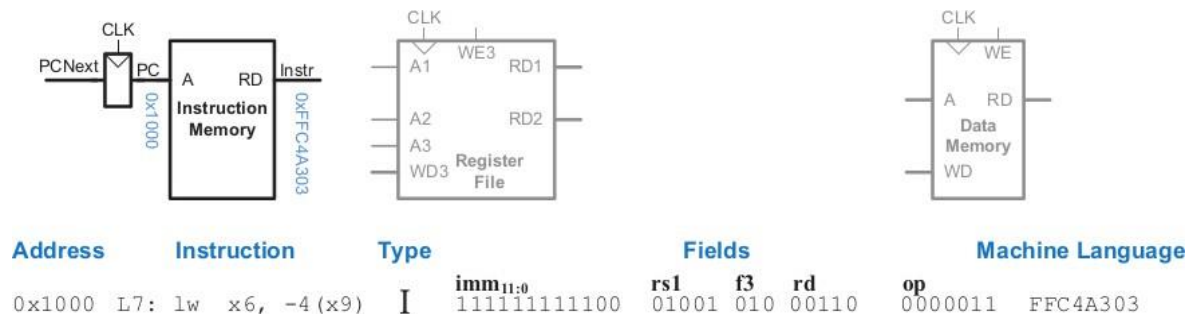 CLK
CLK
CLK
PCNext
PC
A
RD
Instr
Instruction
Memory
0x1000
0xFFC4A303
WE3
A1
RD1
A2
RD2
A3
WD3
Register
File
WE
A
RD
Data
Memory
WD
Address Instruction Type Fields Machine Language
imm11:0 rs1 f3 rd op
0x1000 L7: lw x6, -4(x9) I 111111111100 01001 010 00110 0000011 FFC4A303